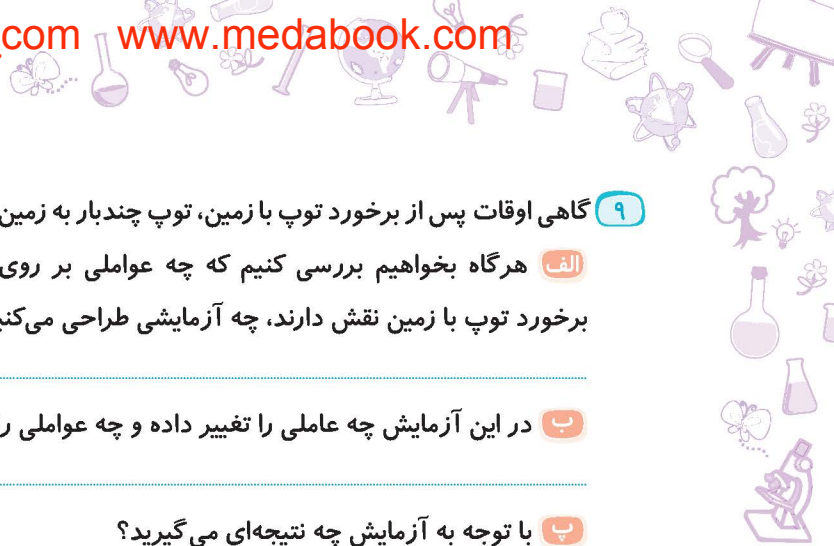 .com www.medabook.com
۹ گاهی اوقات پس از برخورد توپ با زمین، توپ چندبار به زمین
الف هرگاه بخواهیم بررسی کنیم که چه عواملی بر روی
برخورد توپ با زمین نقش دارند، چه آزمایشی طراحی می‌کنی
ب در این آزمایش چه عاملی را تغییر داده و چه عواملی را
پ با توجه به آزمایش چه نتیجه‌ای می‌گیرید؟